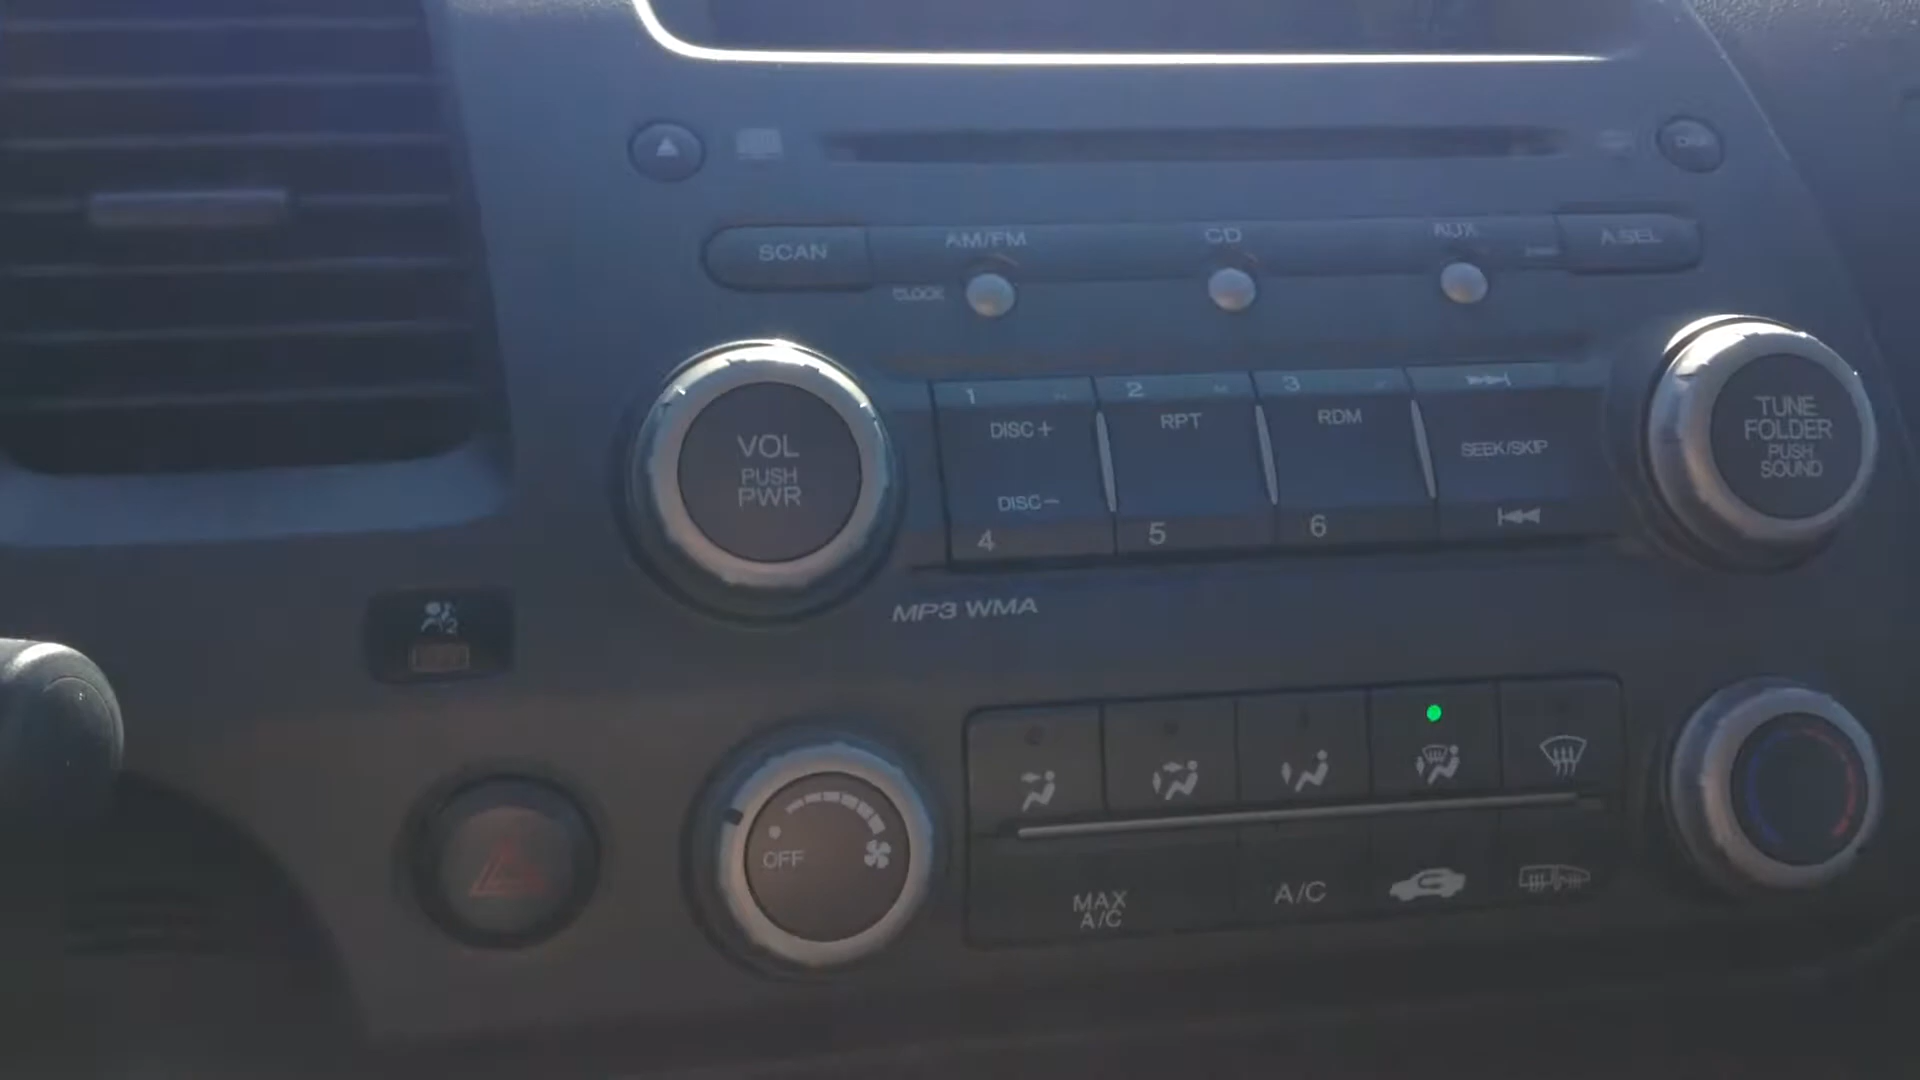 SCAN
AM/FM
CD
AUX
A.SEL
CLOCK
VOL
PUSH
PWR
1
2
3
DISC+
RPT
RDM
SEEK/SKIP
DISC-
4
5
6
TUNE
FOLDER
PUSH
SOUND
MP3 WMA
2
OFF
MAX
A/C
A/C